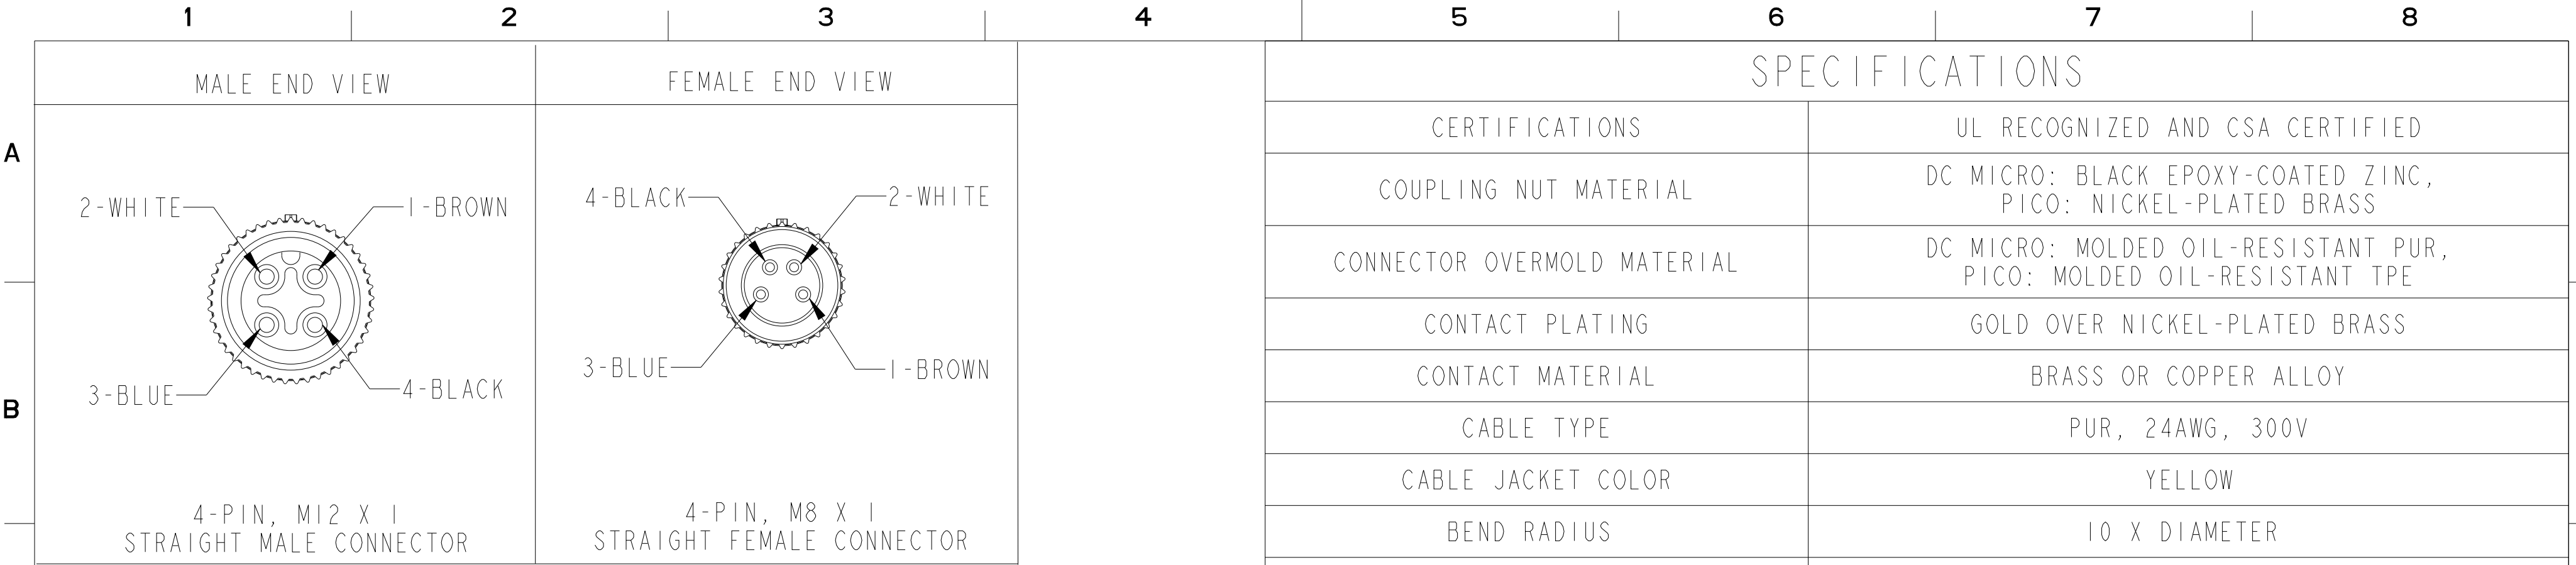 1 2 3 4 5 6 7 8
A
B
MALE END VIEW
2-WHITE
1-BROWN
3-BLUE
4-BLACK
4-PIN, M12 X 1
STRAIGHT MALE CONNECTOR
FEMALE END VIEW
4-BLACK
2-WHITE
3-BLUE
1-BROWN
4-PIN, M8 X 1
STRAIGHT FEMALE CONNECTOR
SPECIFICATIONS
CERTIFICATIONS
UL RECOGNIZED AND CSA CERTIFIED
COUPLING NUT MATERIAL
DC MICRO: BLACK EPOXY-COATED ZINC,
PICO: NICKEL-PLATED BRASS
CONNECTOR OVERMOLD MATERIAL
DC MICRO: MOLDED OIL-RESISTANT PUR,
PICO: MOLDED OIL-RESISTANT TPE
CONTACT PLATING
GOLD OVER NICKEL-PLATED BRASS
CONTACT MATERIAL
BRASS OR COPPER ALLOY
CABLE TYPE
PUR, 24AWG, 300V
CABLE JACKET COLOR
YELLOW
BEND RADIUS
10 X DIAMETER